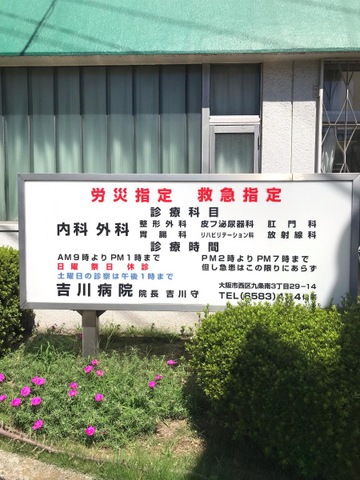 労災指定 救急指定
診療科目
内科 外科 整形外科 皮フ泌尿器科 肛門科
胃腸科 リハビリテーション科 放射線科
診療時間
AM9時よりPM1時まで PM2時よりPM7時まで
日曜 祭日 休診 但し急患はこの限りにあらず
土曜日の診察は午後1時まで
吉川病院 院長 吉川守 大阪市西区九条南3丁目29-14
TEL(6583)